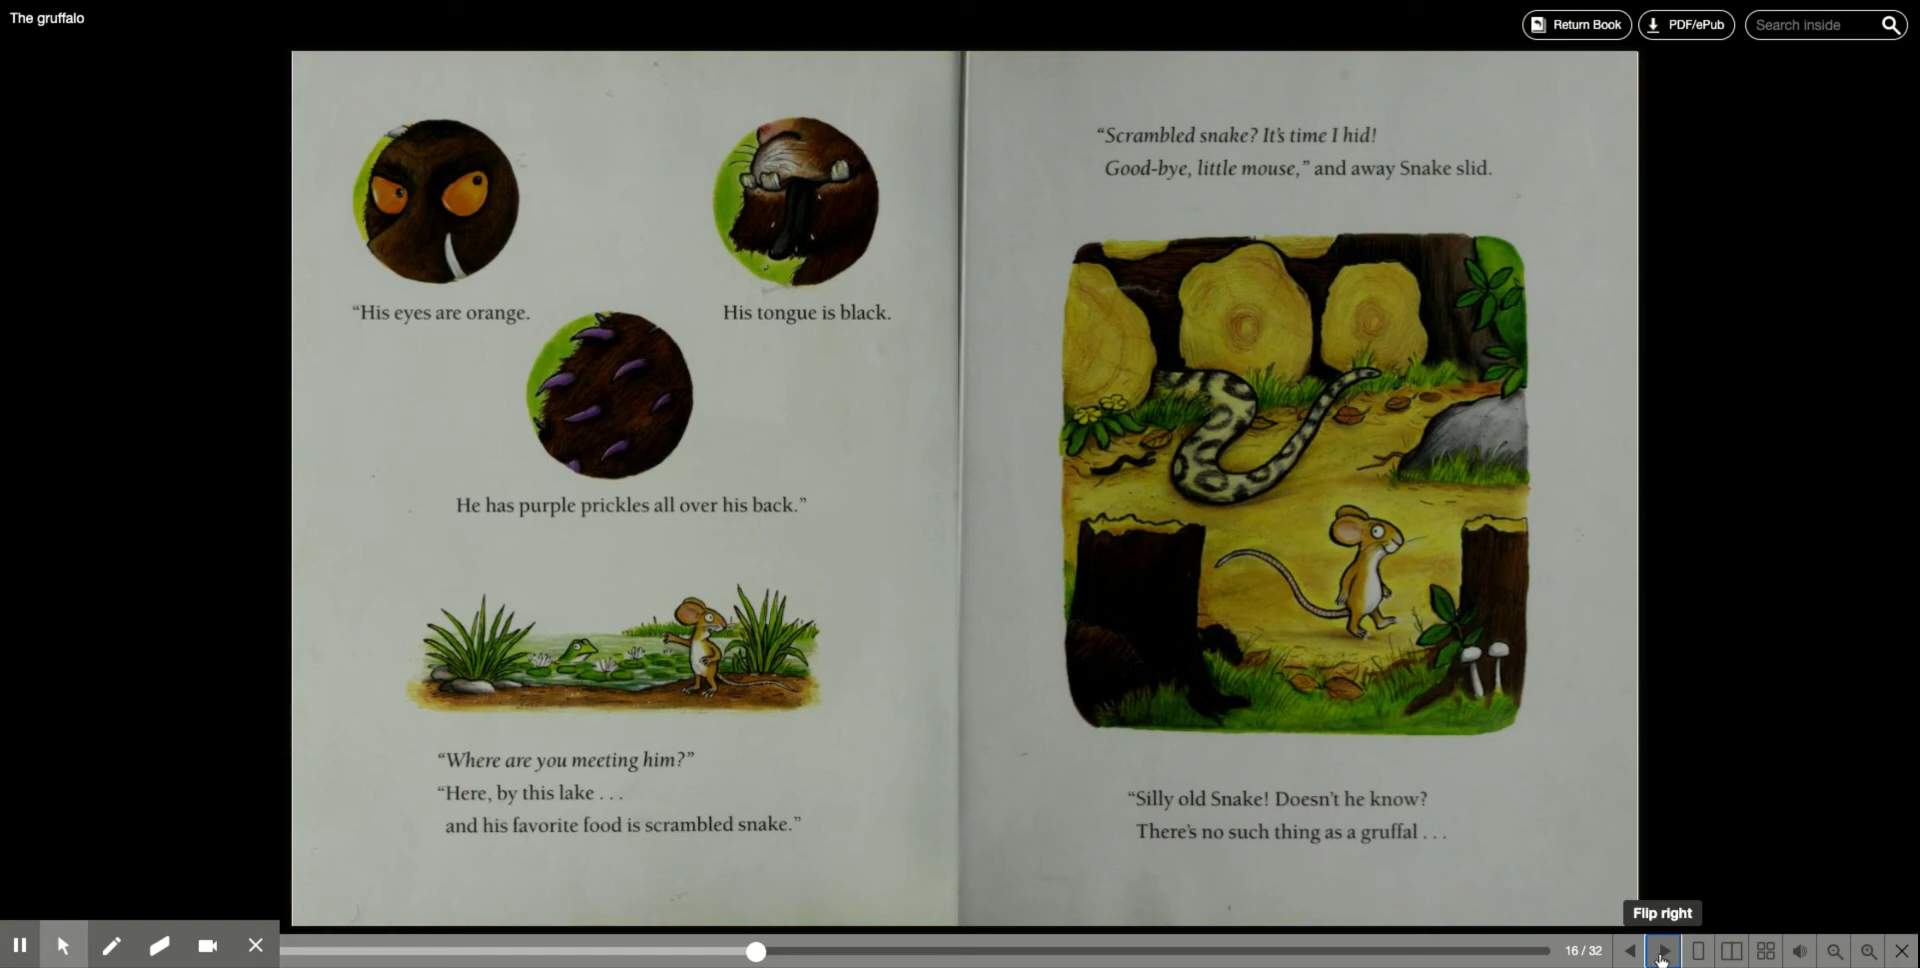 The gruffalo
Return Book
PDF/ePub
Search inside
"His eyes are orange.
His tongue is black.
He has purple prickles all over his back."
"Where are you meeting him?"
"Here, by this lake . . .
and his favorite food is scrambled snake."
"Scrambled snake? It's time I hid!
Good-bye, little mouse," and away Snake slid.
"Silly old Snake! Doesn't he know?
There's no such thing as a gruffal . . .
Flip right
16 / 32